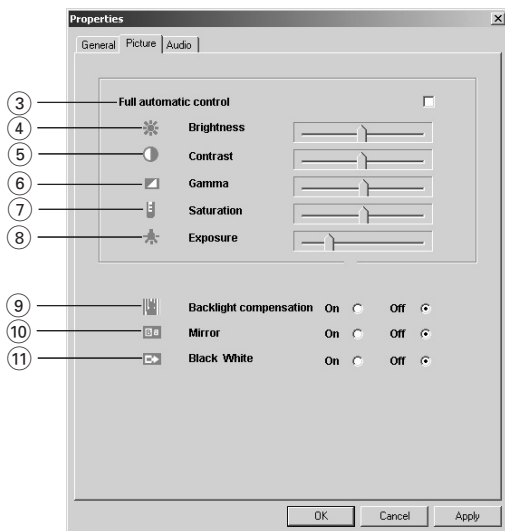 Properties
General Picture Audio
3 Full automatic control
4 Brightness
5 Contrast
6 Gamma
7 Saturation
8 Exposure
9 Backlight compensation On Off
10 Mirror On Off
11 Black White On Off
OK Cancel Apply